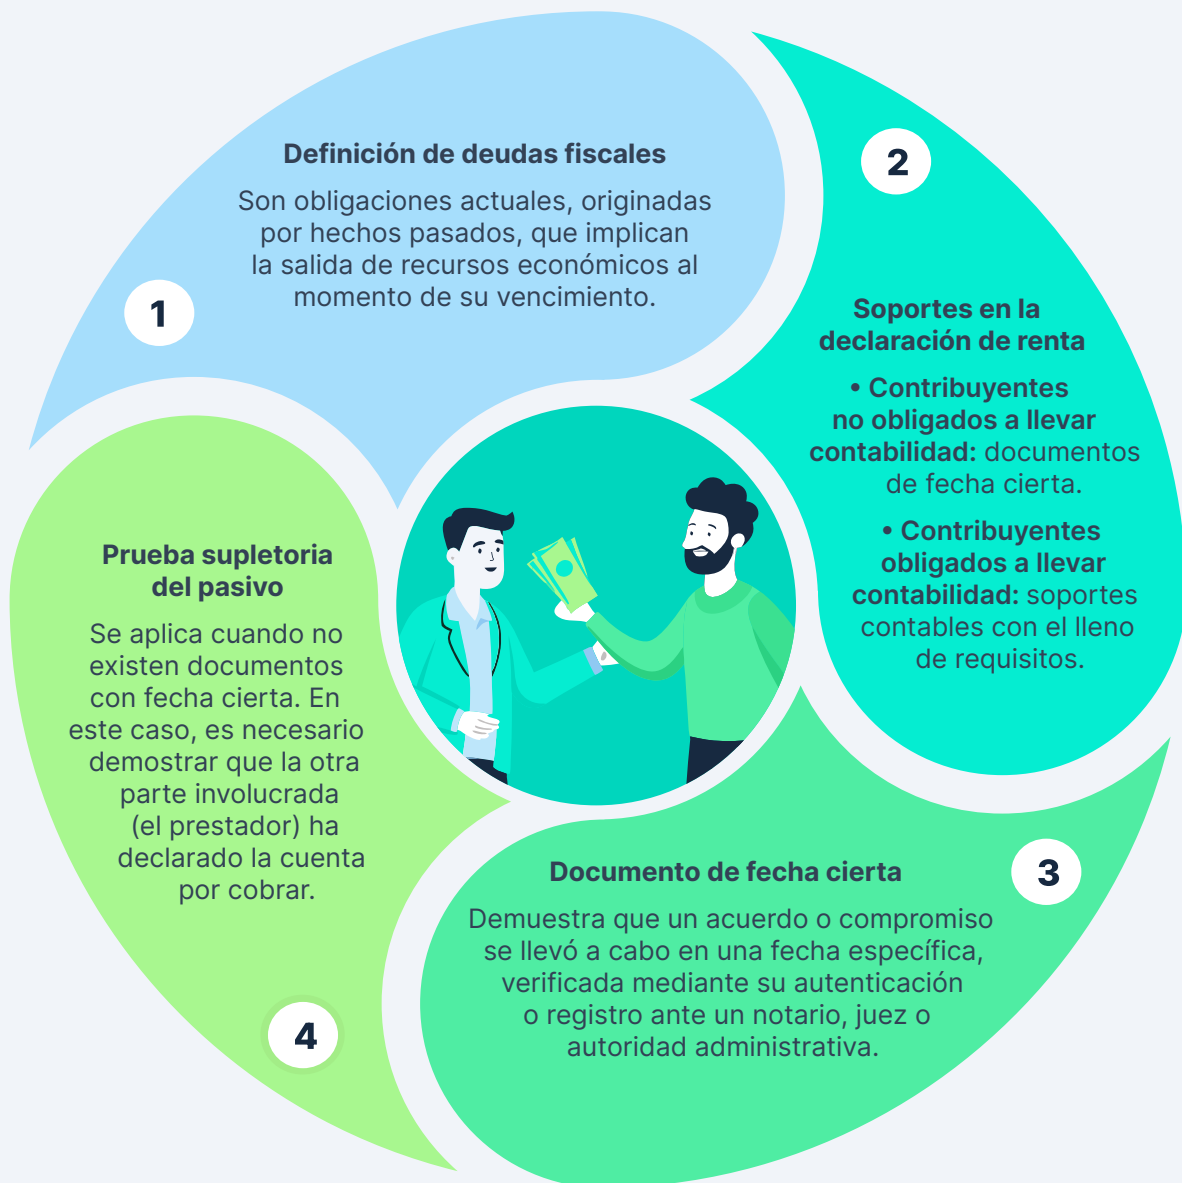 1
Definición de deudas fiscales
Son obligaciones actuales, originadas
por hechos pasados, que implican
la salida de recursos económicos al
momento de su vencimiento.
2
Soportes en la
declaración de renta
• Contribuyentes
no obligados a llevar
contabilidad: documentos
de fecha cierta.
• Contribuyentes
obligados a llevar
contabilidad: soportes
contables con el lleno
de requisitos.
3
Documento de fecha cierta
Demuestra que un acuerdo o compromiso
se llevó a cabo en una fecha específica,
verificada mediante su autenticación
o registro ante un notario, juez o
autoridad administrativa.
4
Prueba supletoria
del pasivo
Se aplica cuando no
existen documentos
con fecha cierta. En
este caso, es necesario
demostrar que la otra
parte involucrada
(el prestador) ha
declarado la cuenta
por cobrar.